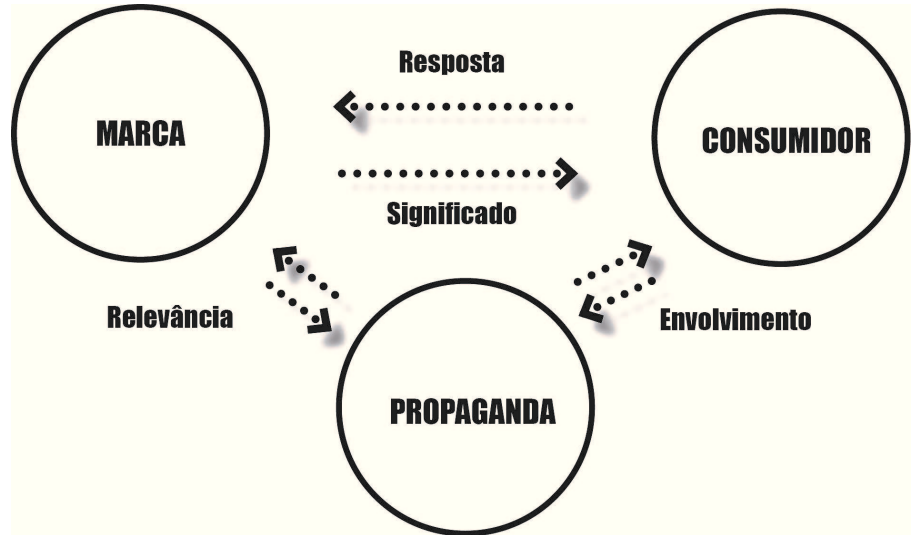 Resposta
MARCA
CONSUMIDOR
Significado
Relevância
Envolvimento
PROPAGANDA